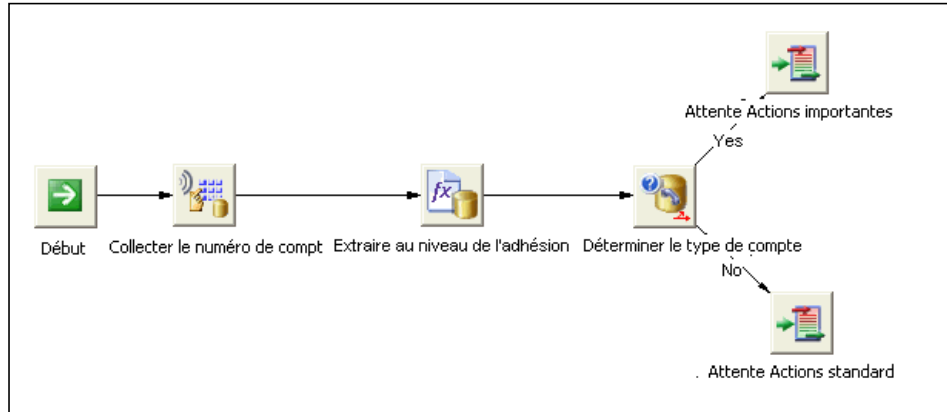 Attente Actions importantes
Yes
Début
Collecter le numéro de compt
fx
Extraire au niveau de l'adhésion
Déterminer le type de compte
No
. Attente Actions standard